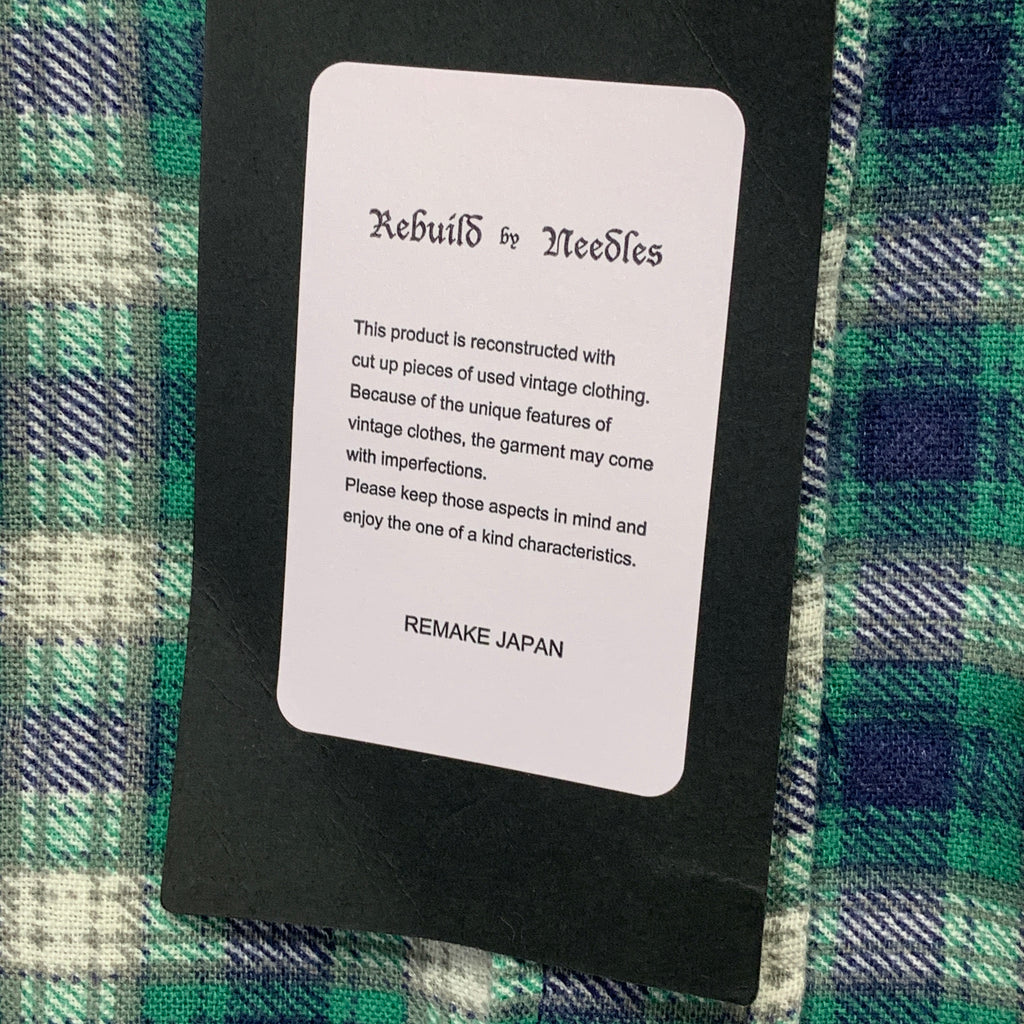 Rebuild by Needles
This product is reconstructed with
cut up pieces of used vintage clothing.
Because of the unique features of
vintage clothes, the garment may come
with imperfections.
Please keep those aspects in mind and
enjoy the one of a kind characteristics.
REMAKE JAPAN